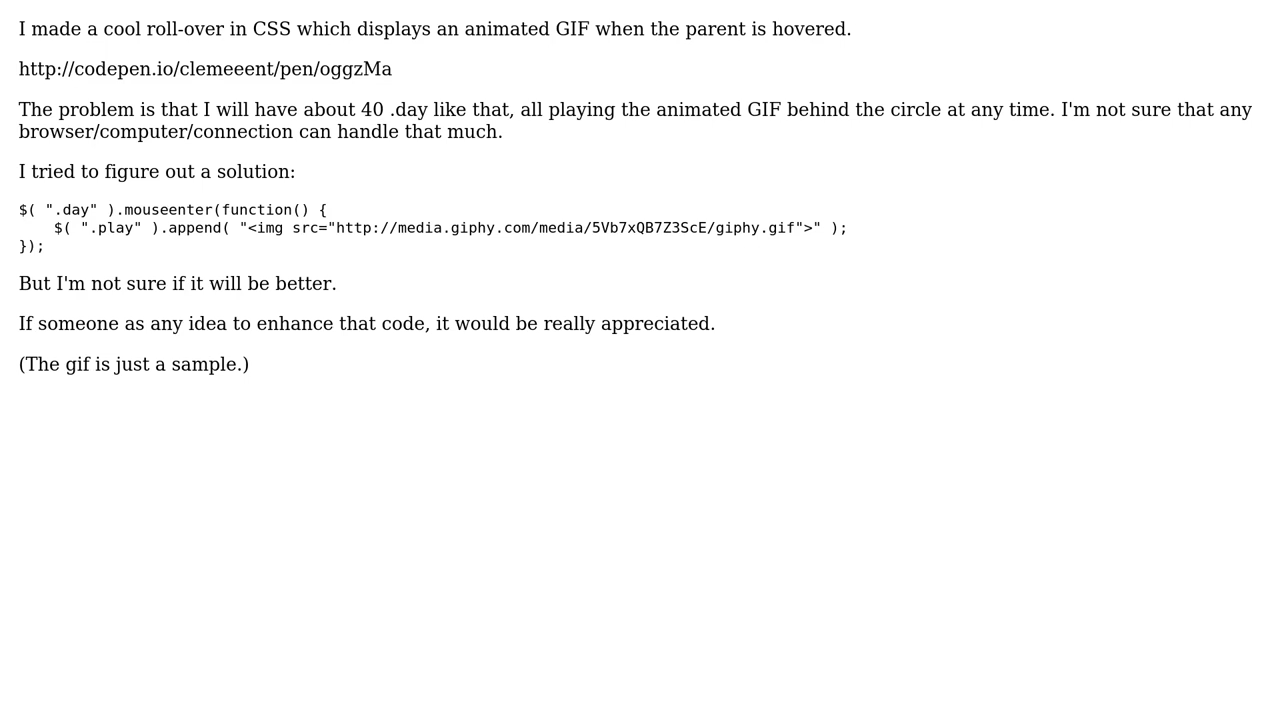 I made a cool roll-over in CSS which displays an animated GIF when the parent is hovered.
http://codepen.io/clemeeent/pen/oggzMa
The problem is that I will have about 40 .day like that, all playing the animated GIF behind the circle at any time. I'm not sure that any
browser/computer/connection can handle that much.
I tried to figure out a solution:
$( ".day" ).mouseenter(function() {
    $( ".play" ).append( "<img src="http://media.giphy.com/media/5Vb7xQB7Z3ScE/giphy.gif">" );
});
But I'm not sure if it will be better.
If someone as any idea to enhance that code, it would be really appreciated.
(The gif is just a sample.)